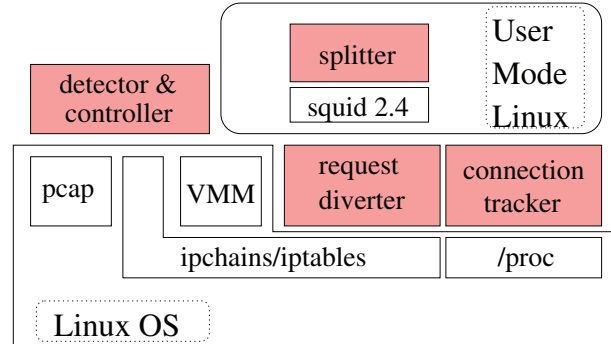 User
Mode
Linux
splitter
squid 2.4
detector &
controller
pcap
VMM
request
diverter
connection
tracker
ipchains/iptables
/proc
Linux OS